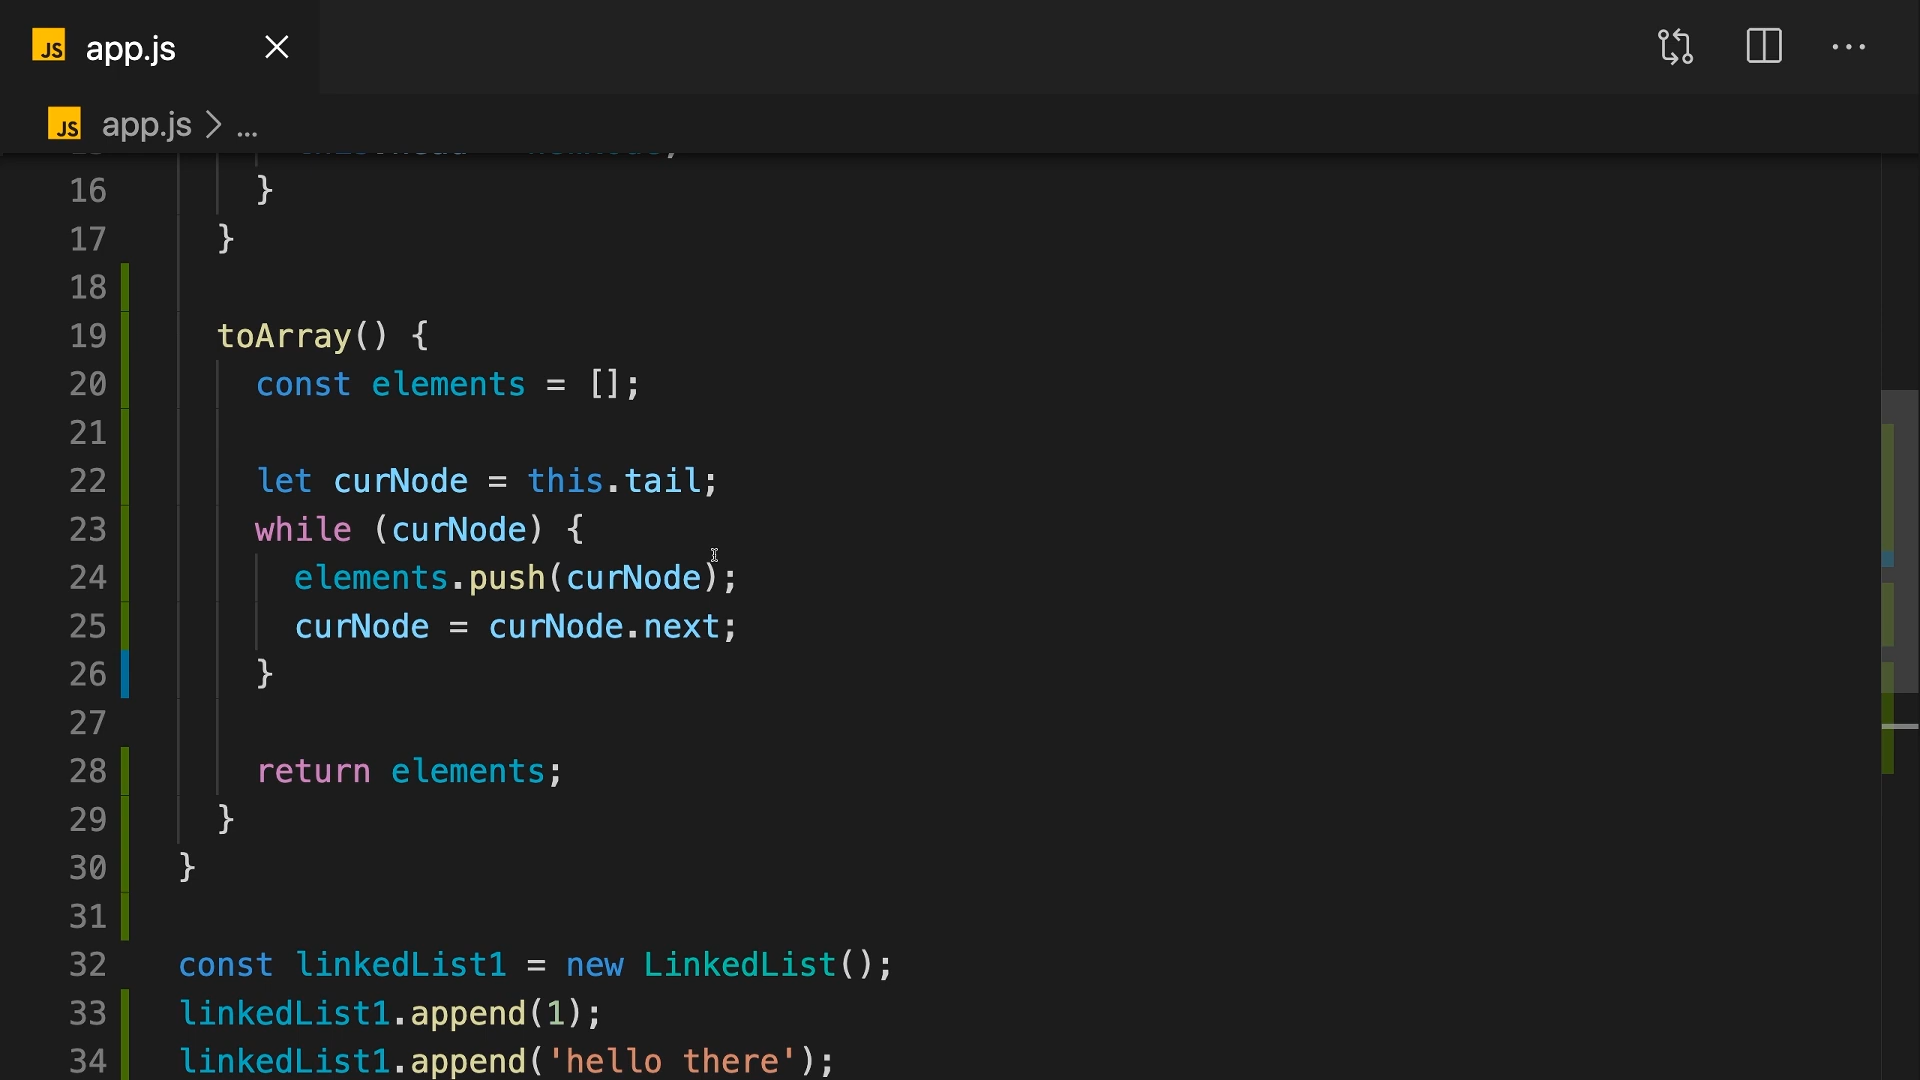 JS app.js
JS app.js > ...
16 }
17 }
18
19 toArray() {
20 const elements = [];
21
22 let curNode = this.tail;
23 while (curNode) {
24 elements.push(curNode);
25 curNode = curNode.next;
26 }
27
28 return elements;
29 }
30 }
31
32 const linkedList1 = new LinkedList();
33 linkedList1.append(1);
34 linkedList1.append('hello there');